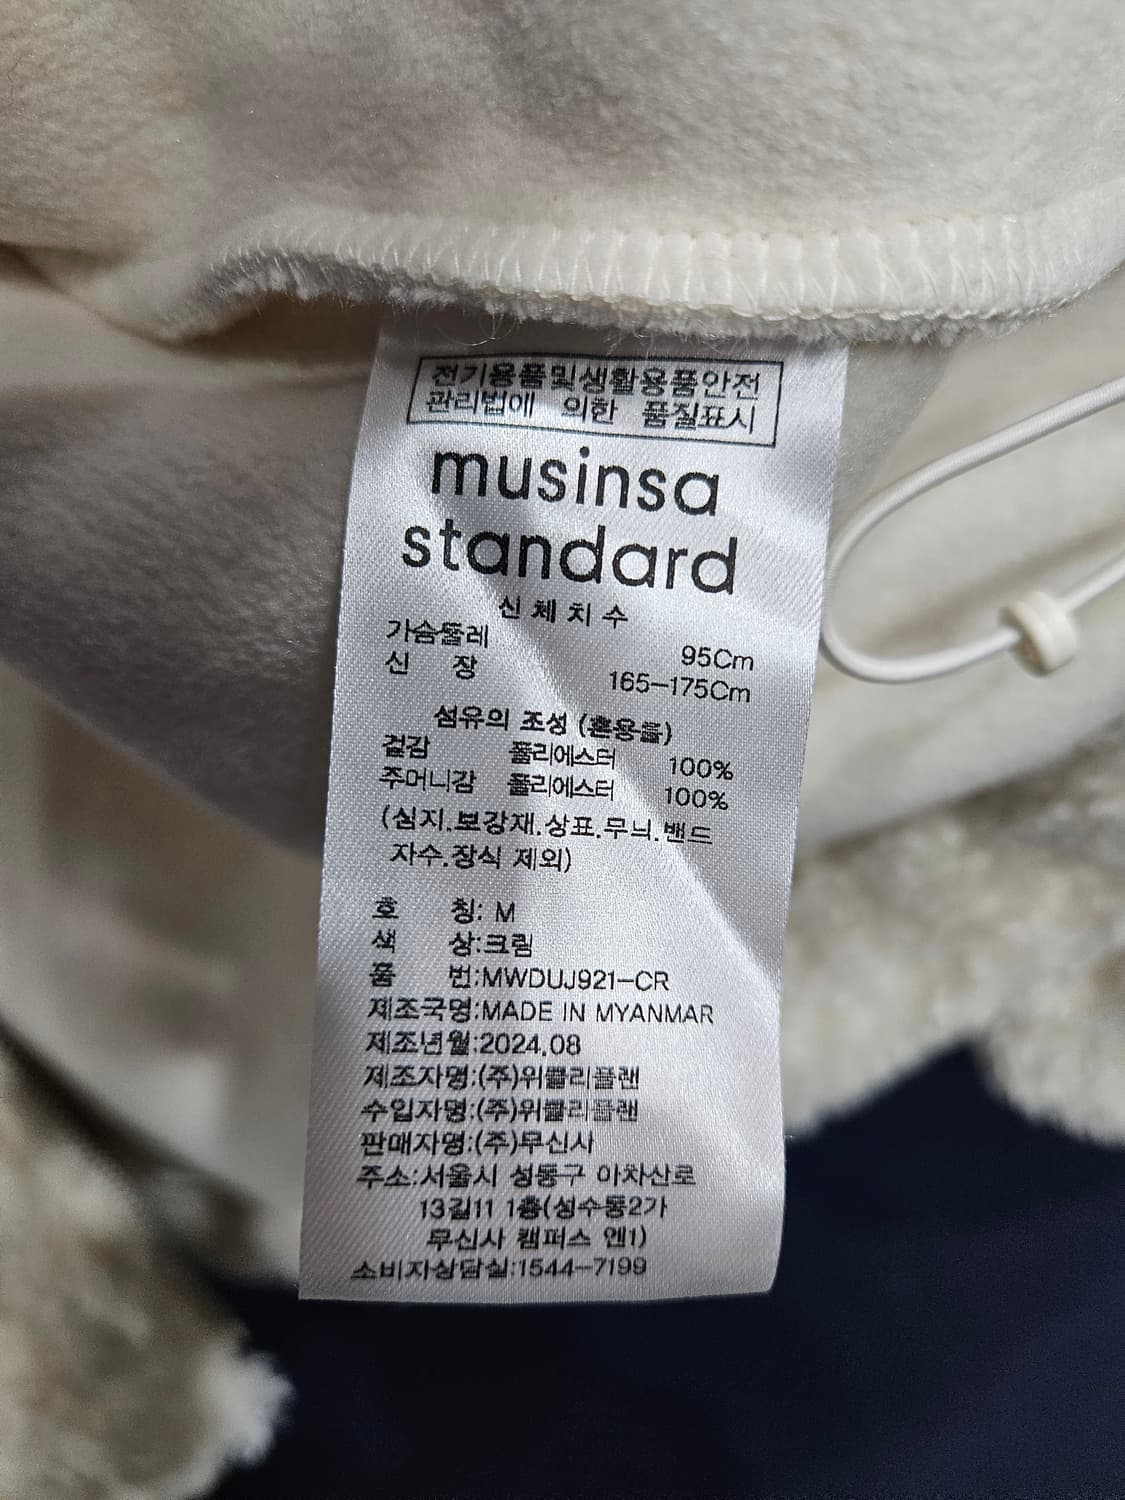 전기용품및생활용품안전
관리법에 의한 품질표시
musinsa
standard
신체치수
가슴둘레 95Cm
신 장 165-175Cm
섬유의 조성 (혼용율)
겉감 폴리에스터 100%
주머니감 폴리에스터 100%
(심지.보강재.상표.무늬.밴드
자수.장식 제외)
호 칭: M
색 상:크림
품 번:MWDUJ921-CR
제조국명:MADE IN MYANMAR
제조년월:2024.08
제조자명:(주)위클리플랜
수입자명:(주)위클리플랜
판매자명:(주)무신사
주소:서울시 성동구 아차산로
13길11 1층(성수동2가
무신사 캠퍼스 엔1)
소비자상담실:1544-7199